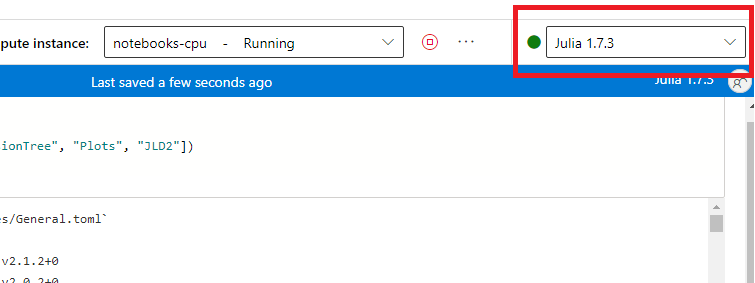 pute instance: notebooks-cpu - Running ··· Julia 1.7.3
Last saved a few seconds ago Julia 1.7.3
ionTree", "Plots", "JLD2"])
es/General.toml`
v2.1.2+0
v2.0.2+0